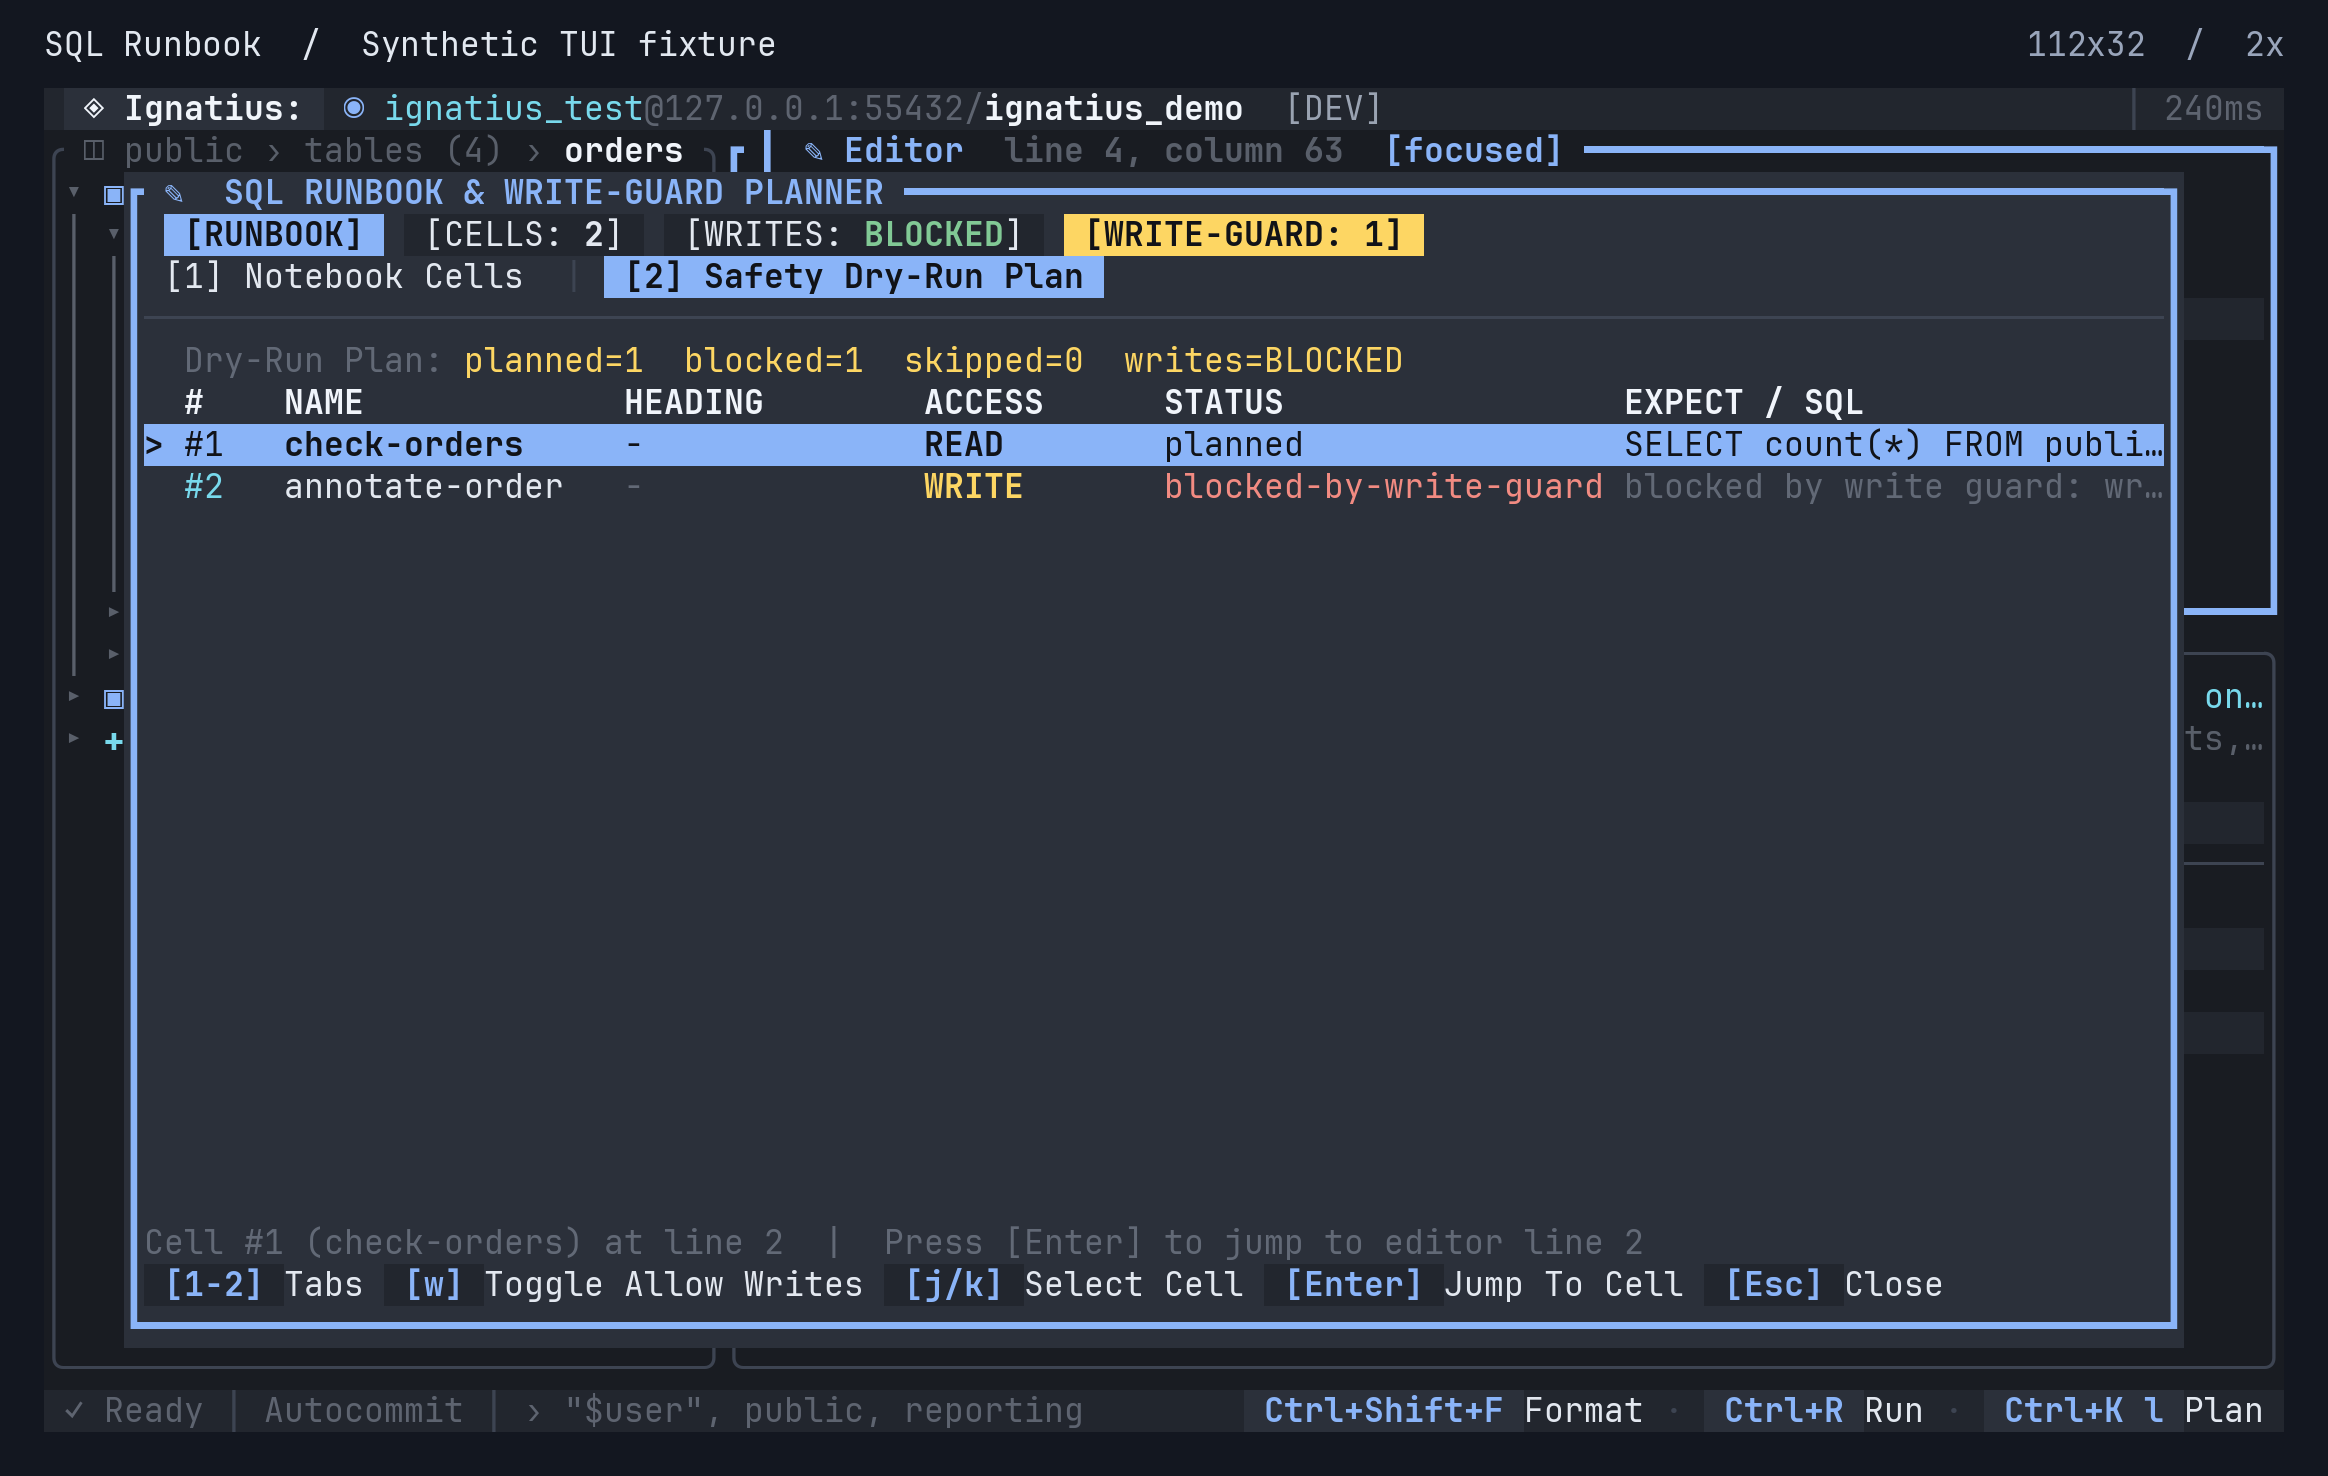 SQL Runbook / Synthetic TUI fixture 112x32 / 2x
◈ Ignatius: ◉ ignatius_test@127.0.0.1:55432/ignatius_demo [DEV] │ 240ms
public › tables (4) › orders ✎ Editor line 4, column 63 [focused]
✎ SQL RUNBOOK & WRITE-GUARD PLANNER
[RUNBOOK] [CELLS: 2] [WRITES: BLOCKED] [WRITE-GUARD: 1]
[1] Notebook Cells │ [2] Safety Dry-Run Plan
Dry-Run Plan: planned=1 blocked=1 skipped=0 writes=BLOCKED
# NAME HEADING ACCESS STATUS EXPECT / SQL
> #1 check-orders - READ planned SELECT count(*) FROM publi…
#2 annotate-order - WRITE blocked-by-write-guard blocked by write guard: wr…
on…
ts,…
Cell #1 (check-orders) at line 2 | Press [Enter] to jump to editor line 2
[1-2] Tabs [w] Toggle Allow Writes [j/k] Select Cell [Enter] Jump To Cell [Esc] Close
✓ Ready │ Autocommit │ › "$user", public, reporting Ctrl+Shift+F Format · Ctrl+R Run · Ctrl+K l Plan